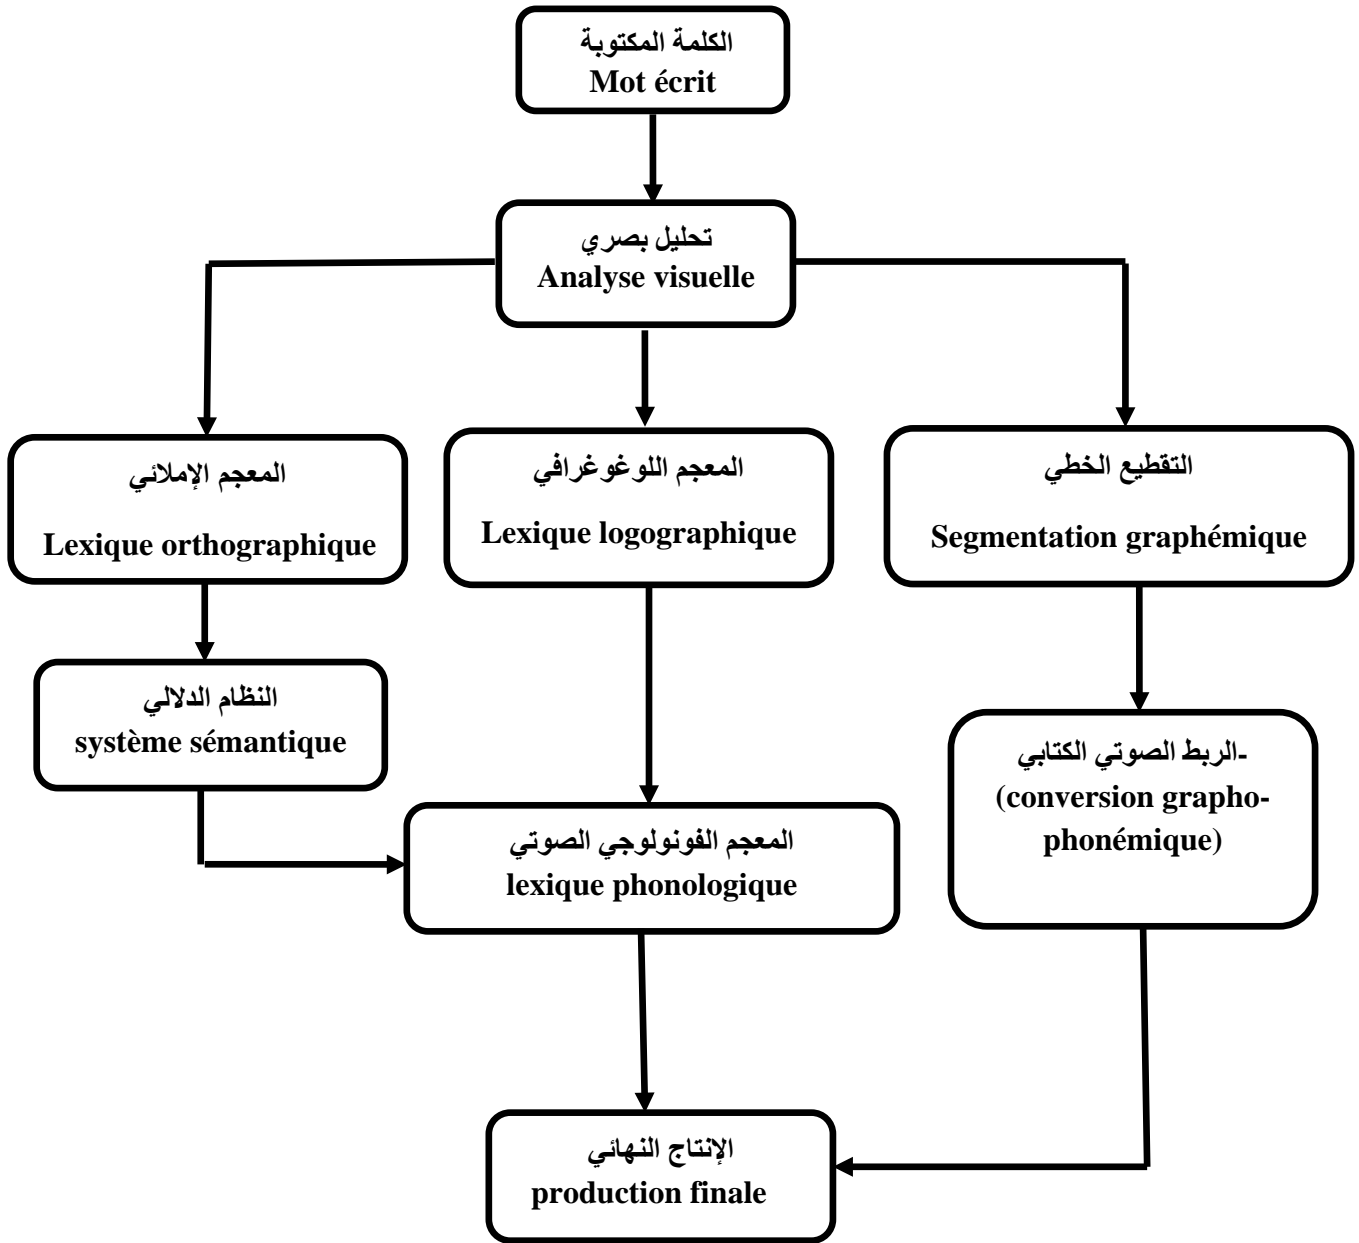 الكلمة المكتوبة
Mot écrit
تحليل بصري
Analyse visuelle
المعجم الإملائي
Lexique orthographique
المعجم اللوغوغرافي
Lexique logographique
التقطيع الخطي
Segmentation graphémique
النظام الدلالي
système sémantique
-الربط الصوتي الكتابي
(conversion grapho-
phonémique)
المعجم الفونولوجي الصوتي
lexique phonologique
الإنتاج النهائي
production finale